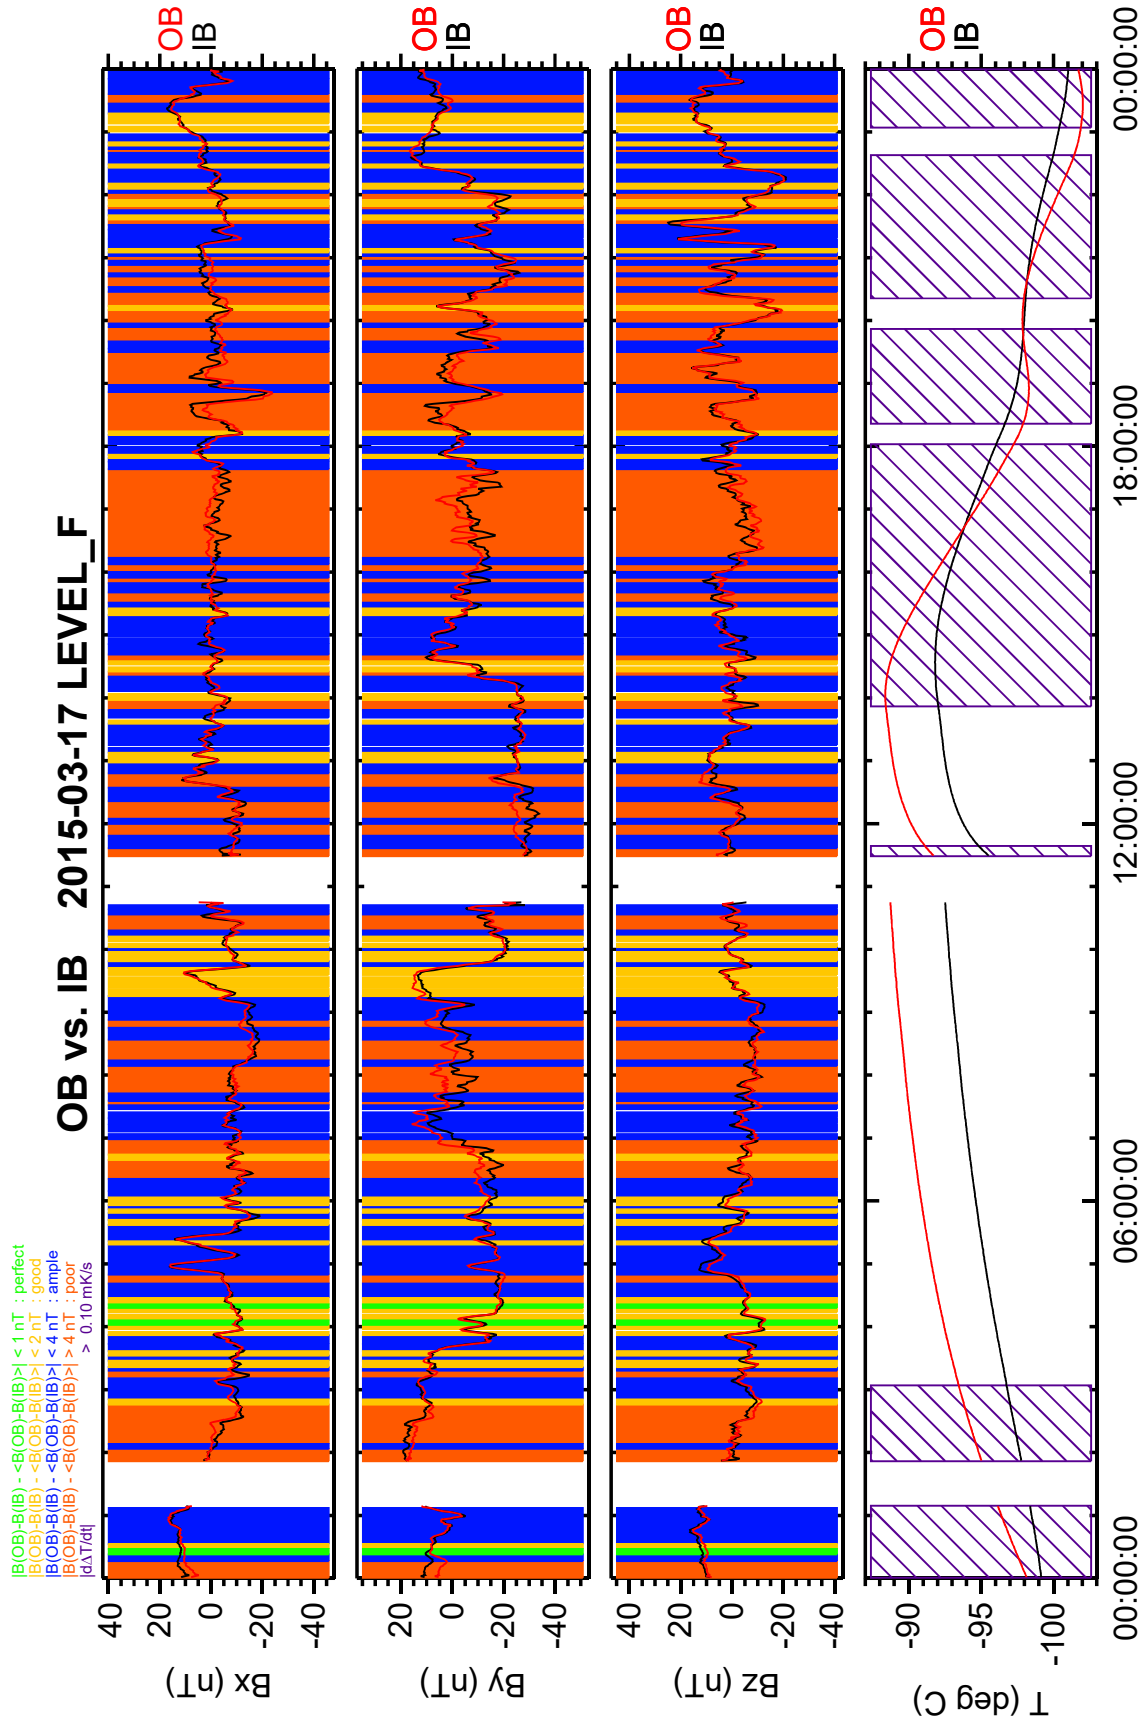 OB vs. IB 2015-03-17 LEVEL_F
|B(OB)-B(IB) - <B(OB)-B(IB)>| < 1 nT : perfect
|B(OB)-B(IB) - <B(OB)-B(IB)>| < 2 nT : good
|B(OB)-B(IB) - <B(OB)-B(IB)>| < 4 nT : ample
|B(OB)-B(IB) - <B(OB)-B(IB)>| > 4 nT : poor
|dΔT/dt| > 0.10 mK/s
Bx (nT)
40
20
0
-20
-40
OB
IB
By (nT)
20
0
-20
-40
OB
IB
Bz (nT)
40
20
0
-20
-40
OB
IB
T (deg C)
-90
-95
-100
OB
IB
00:00:00
06:00:00
12:00:00
18:00:00
00:00:00